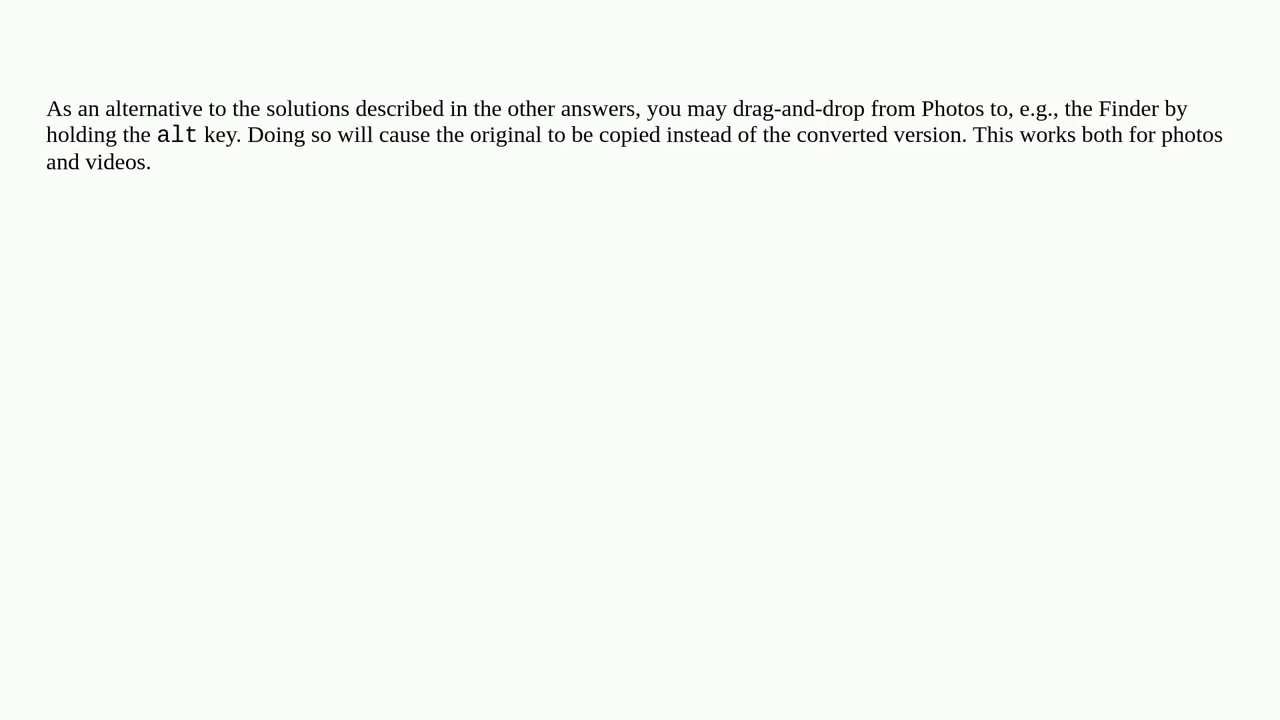 As an alternative to the solutions described in the other answers, you may drag-and-drop from Photos to, e.g., the Finder by
holding the alt key. Doing so will cause the original to be copied instead of the converted version. This works both for photos
and videos.